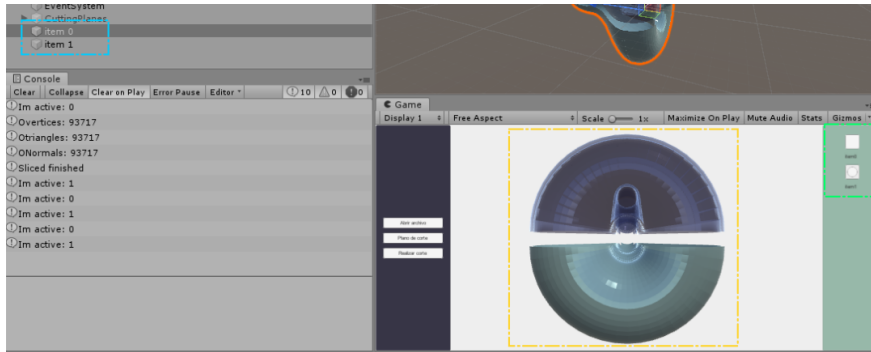 EventSystem
CuttingPlanes
item 0
item 1
Console
Clear Collapse Clear on Play Error Pause Editor 10 0 0
Im active: 0
Overtices: 93717
Otriangles: 93717
ONormals: 93717
Sliced finished
Im active: 1
Im active: 0
Im active: 1
Im active: 0
Im active: 1
Game
Display 1 Free Aspect Scale 1x Maximize On Play Mute Audio Stats Gizmos
Abrir archivo
Plano de corte
Realizar corte